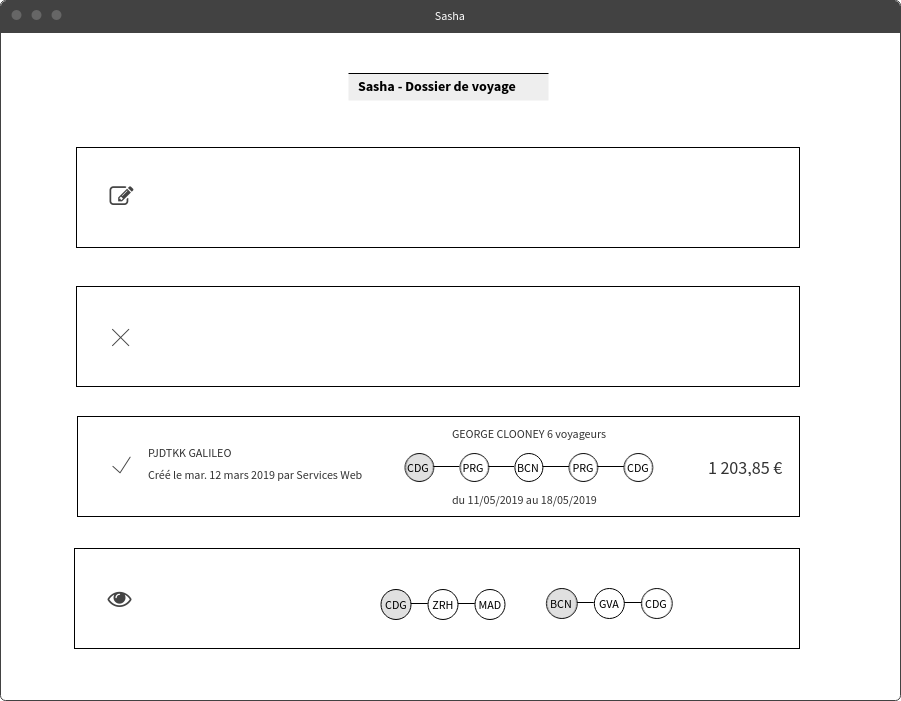 Sasha
Sasha - Dossier de voyage
GEORGE CLOONEY 6 voyageurs
PJDTKK GALILEO
Créé le mar. 12 mars 2019 par Services Web
CDG PRG BCN PRG CDG
1 203,85 €
du 11/05/2019 au 18/05/2019
CDG ZRH MAD BCN GVA CDG